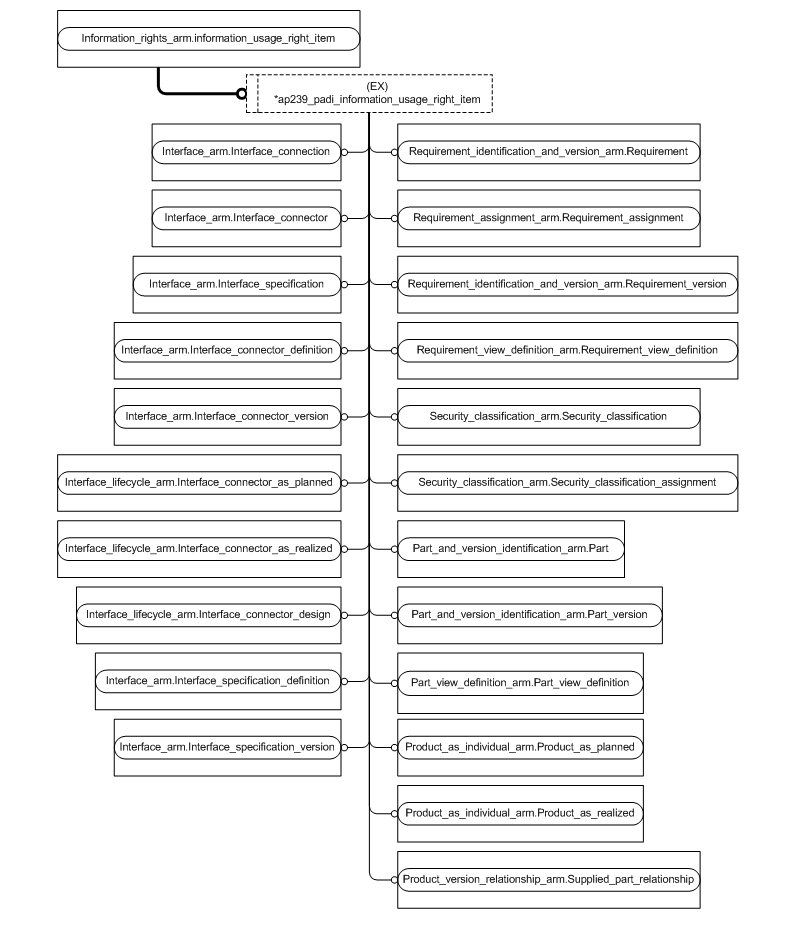 Information_rights_arm.information_usage_right_item
(EX)
*ap239_padi_information_usage_right_item
Interface_arm.Interface_connection
Requirement_identification_and_version_arm.Requirement
Interface_arm.Interface_connector
Requirement_assignment_arm.Requirement_assignment
Interface_arm.Interface_specification
Requirement_identification_and_version_arm.Requirement_version
Interface_arm.Interface_connector_definition
Requirement_view_definition_arm.Requirement_view_definition
Interface_arm.Interface_connector_version
Security_classification_arm.Security_classification
Interface_lifecycle_arm.Interface_connector_as_planned
Security_classification_arm.Security_classification_assignment
Interface_lifecycle_arm.Interface_connector_as_realized
Part_and_version_identification_arm.Part
Interface_lifecycle_arm.Interface_connector_design
Part_and_version_identification_arm.Part_version
Interface_arm.Interface_specification_definition
Part_view_definition_arm.Part_view_definition
Interface_arm.Interface_specification_version
Product_as_individual_arm.Product_as_planned
Product_as_individual_arm.Product_as_realized
Product_version_relationship_arm.Supplied_part_relationship